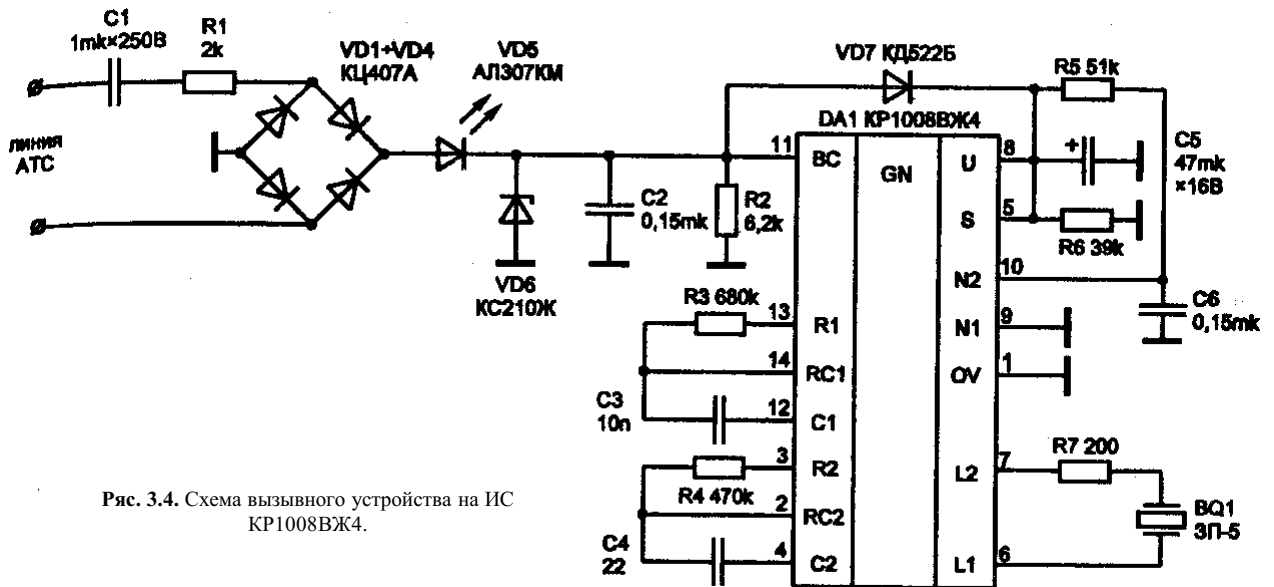 C1
1mk×250В
R1
2k
VD1÷VD4
КЦ407А
VD5
АЛ307КМ
VD7 КД522Б
R5 51k
DA1 КР1008ВЖ4
линия
АТС
11
BC
GN
U
8
C5
47mk
×16В
+
C2
0,15mk
R2
6,2k
S
5
R6 39k
VD6
КС210Ж
N2
10
R3 680k
13
R1
N1
9
C6
0,15mk
14
RC1
OV
1
C3
10n
12
C1
R7 200
3
R2
L2
7
R4 470k
2
RC2
BQ1
ЗП-5
C4
22
4
C2
L1
6
Ряс. 3.4. Схема вызывного устройства на ИС
КР1008ВЖ4.